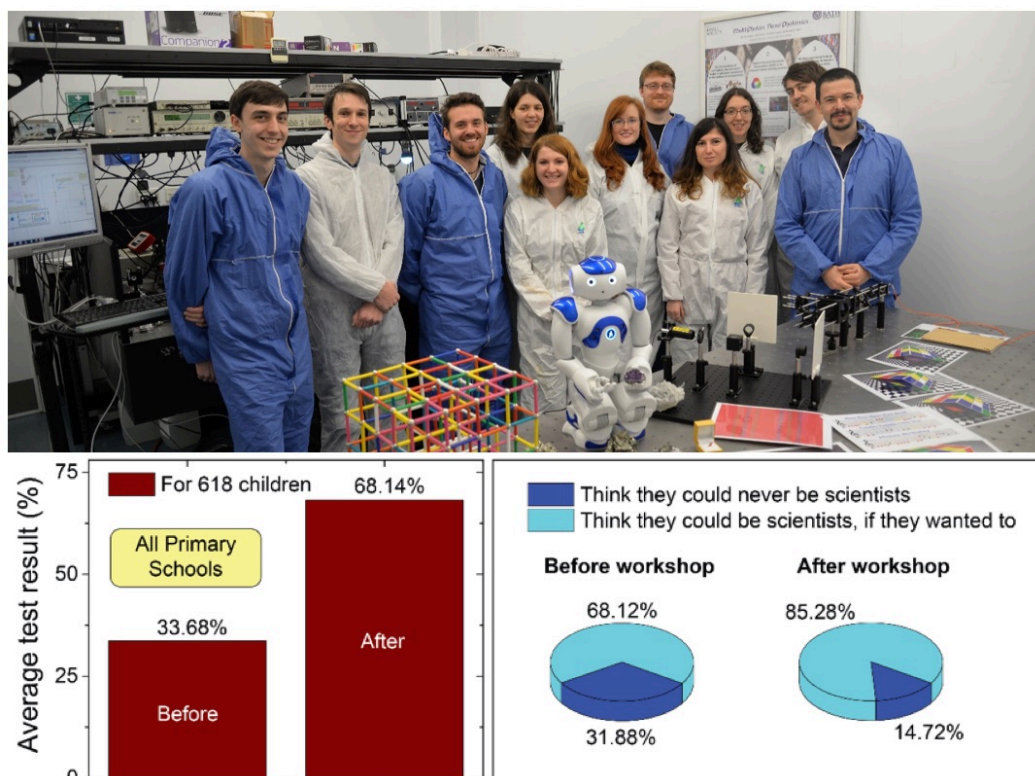 Companion 2
BATH
75
50
25
0
Average test result (%)
For 618 children
68.14%
All Primary
Schools
33.68%
After
Before
Think they could never be scientists
Think they could be scientists, if they wanted to
Before workshop
After workshop
68.12%
85.28%
31.88%
14.72%